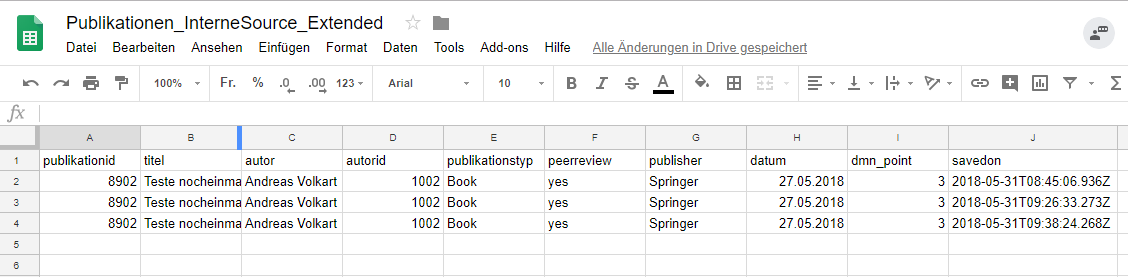 Publikationen_InterneSource_Extended
Datei Bearbeiten Ansehen Einfügen Format Daten Tools Add-ons Hilfe Alle Änderungen in Drive gespeichert
100% Fr. % .0 .00 123 Arial 10 B I S A
fx
A B C D E F G H I J
1 publikationid titel autor autorid publikationstyp peerreview publisher datum dmn_point savedon
2 8902 Teste nocheinma Andreas Volkart 1002 Book yes Springer 27.05.2018 3 2018-05-31T08:45:06.936Z
3 8902 Teste nocheinma Andreas Volkart 1002 Book yes Springer 27.05.2018 3 2018-05-31T09:26:33.273Z
4 8902 Teste nocheinma Andreas Volkart 1002 Book yes Springer 27.05.2018 3 2018-05-31T09:38:24.268Z
5
6